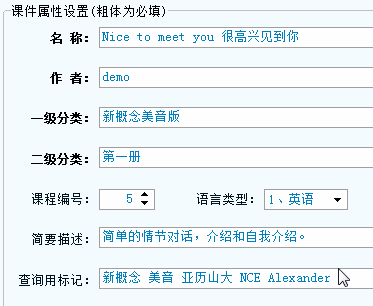 课件属性设置(粗体为必填)
名 称: Nice to meet you 很高兴见到你
作 者: demo
一级分类: 新概念美音版
二级分类: 第一册
课程编号: 5 语言类型: 1、英语
简要描述: 简单的情节对话，介绍和自我介绍。
查询用标记: 新概念 美音 亚历山大 NCE Alexander